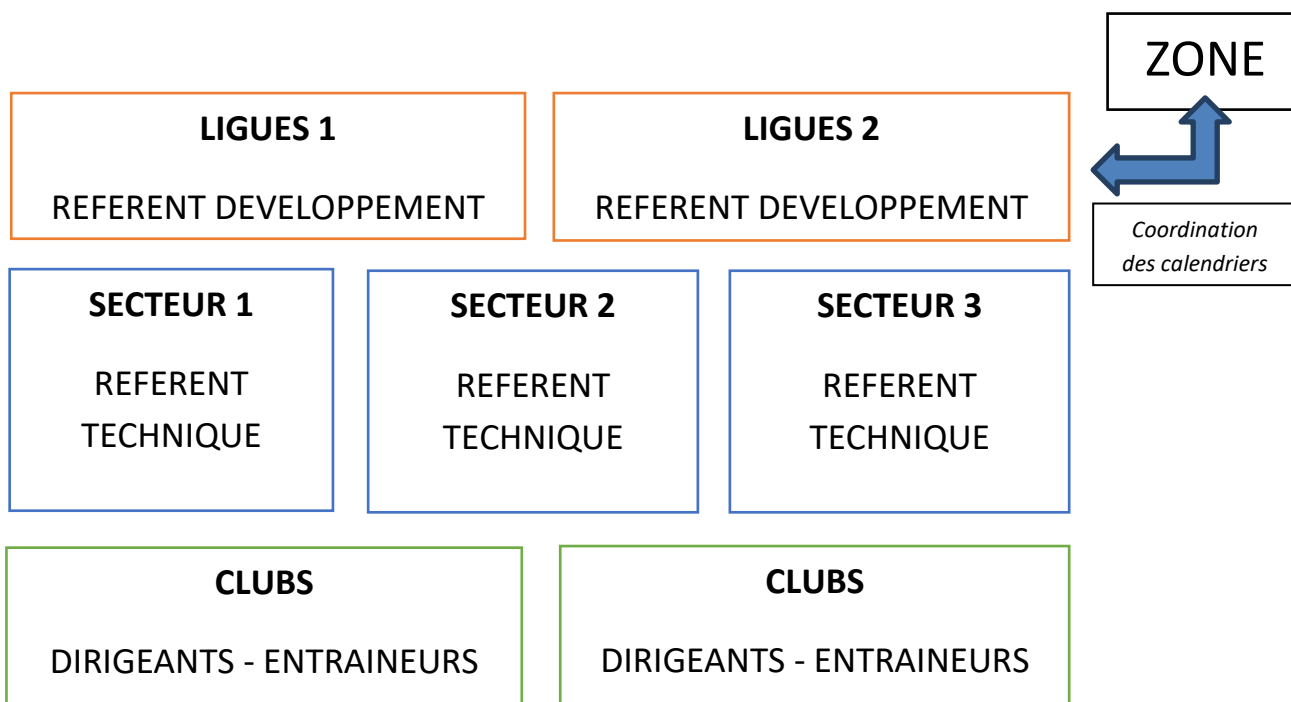 ZONE
LIGUES 1
REFERENT DEVELOPPEMENT
LIGUES 2
REFERENT DEVELOPPEMENT
Coordination
des calendriers
SECTEUR 1
REFERENT
TECHNIQUE
SECTEUR 2
REFERENT
TECHNIQUE
SECTEUR 3
REFERENT
TECHNIQUE
CLUBS
DIRIGEANTS - ENTRAINEURS
CLUBS
DIRIGEANTS - ENTRAINEURS